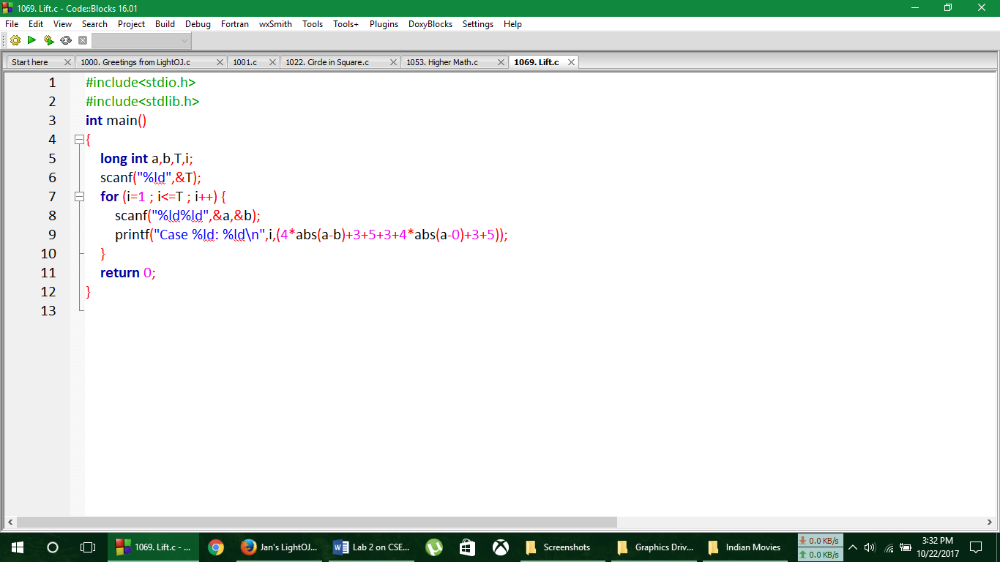 1069. Lift.c - Code::Blocks 16.01
File Edit View Search Project Build Debug Fortran wxSmith Tools Tools+ Plugins DoxyBlocks Settings Help
Start here 1000. Greetings from LightOJ.c 1001.c 1022. Circle in Square.c 1053. Higher Math.c 1069. Lift.c
1 #include<stdio.h>
2 #include<stdlib.h>
3 int main()
4 {
5 long int a,b,T,i;
6 scanf("%ld",&T);
7 for (i=1 ; i<=T ; i++) {
8 scanf("%ld%ld",&a,&b);
9 printf("Case %ld: %ld\n",i,(4*abs(a-b)+3+5+3+4*abs(a-0)+3+5));
10 }
11 return 0;
12 }
13
1069. Lift.c - ... Jan's LightOJ... Lab 2 on CSE... Screenshots Graphics Driv... Indian Movies 0.0 KB/s 3:32 PM
0.0 KB/s 10/22/2017